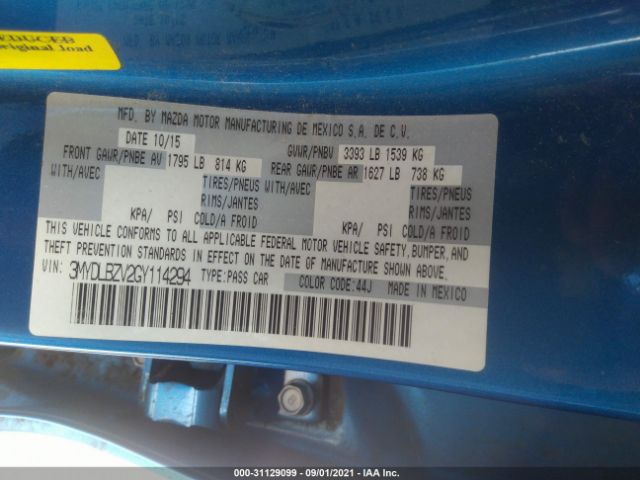 original load
MFD. BY MAZDA MOTOR MANUFACTURING DE MEXICO S.A. DE C.V.
DATE 10/15 GVWR/PNBV 3393 LB 1539 KG
FRONT GAWR/PNBE AV 1795 LB 814 KG REAR GAWR/PNBE AR 1627 LB 738 KG
WITH/AVEC TIRES/PNEUS WITH/AVEC TIRES/PNEUS
RIMS/JANTES RIMS/JANTES
KPA/ PSI COLD/A FROID KPA/ PSI COLD/A FROID
THIS VEHICLE CONFORMS TO ALL APPLICABLE FEDERAL MOTOR VEHICLE SAFETY, BUMPER, AND
THEFT PREVENTION STANDARDS IN EFFECT ON THE DATE OF MANUFACTURE SHOWN ABOVE.
VIN: 3MYDLBZV2GY114294 TYPE:PASS CAR COLOR CODE:44J MADE IN MEXICO
000-31129099 - 09/01/2021 - IAA Inc.